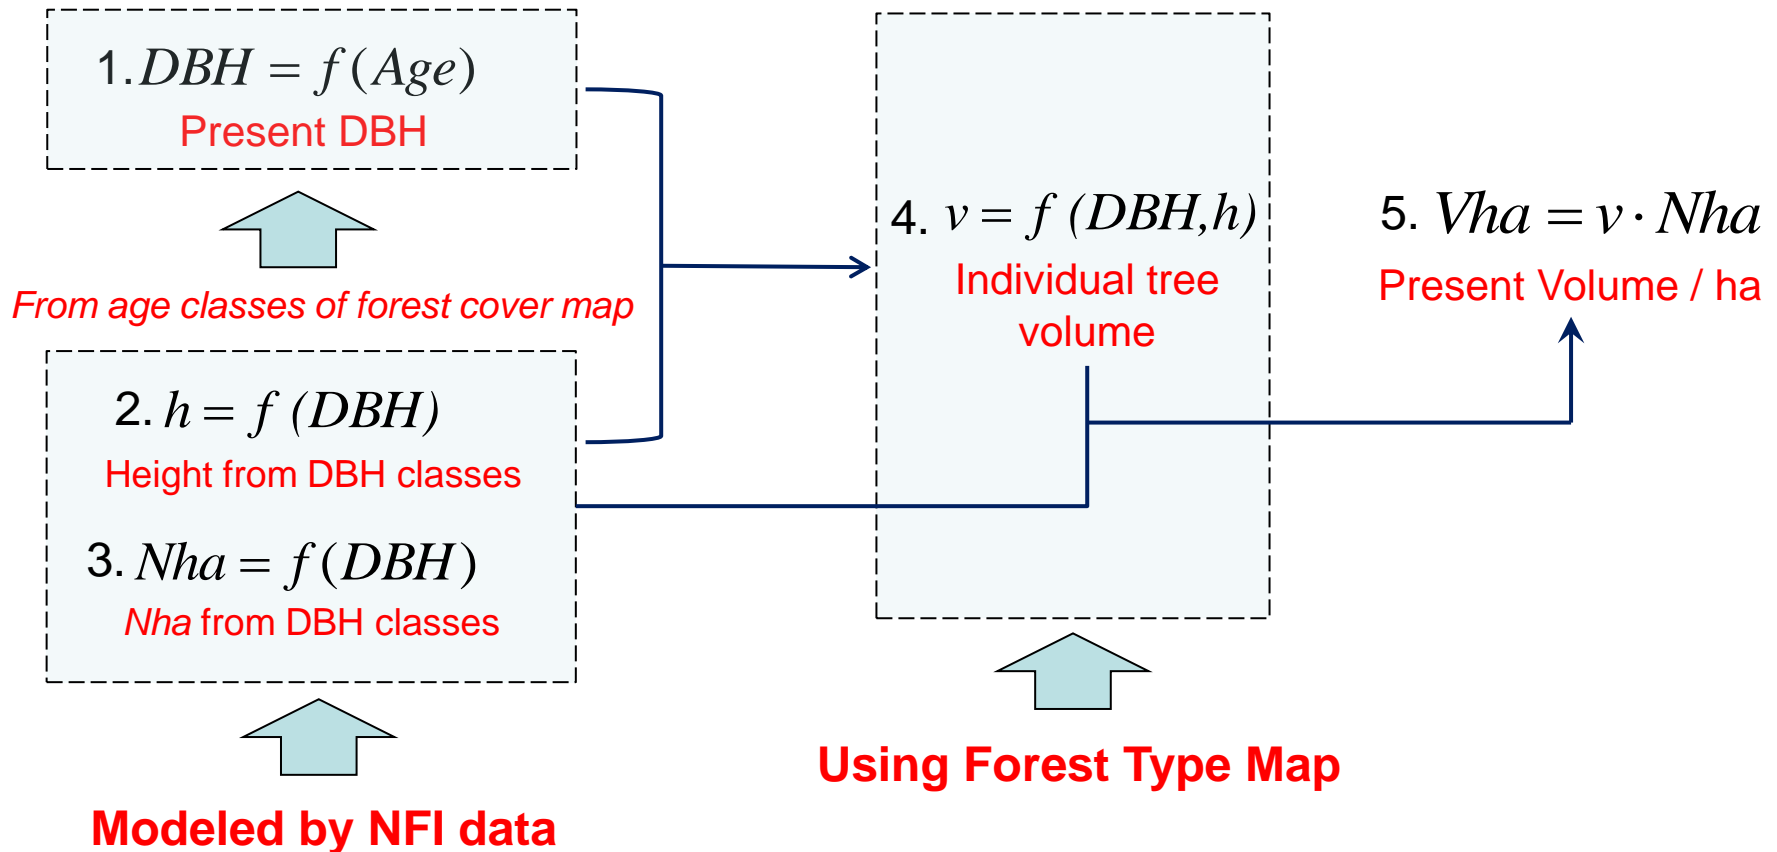 1. DBH = f (Age)
Present DBH
From age classes of forest cover map
2. h = f (DBH)
Height from DBH classes
3. Nha = f (DBH)
Nha from DBH classes
Modeled by NFI data
4. v = f (DBH,h)
Individual tree
volume
Using Forest Type Map
5. Vha = v · Nha
Present Volume / ha